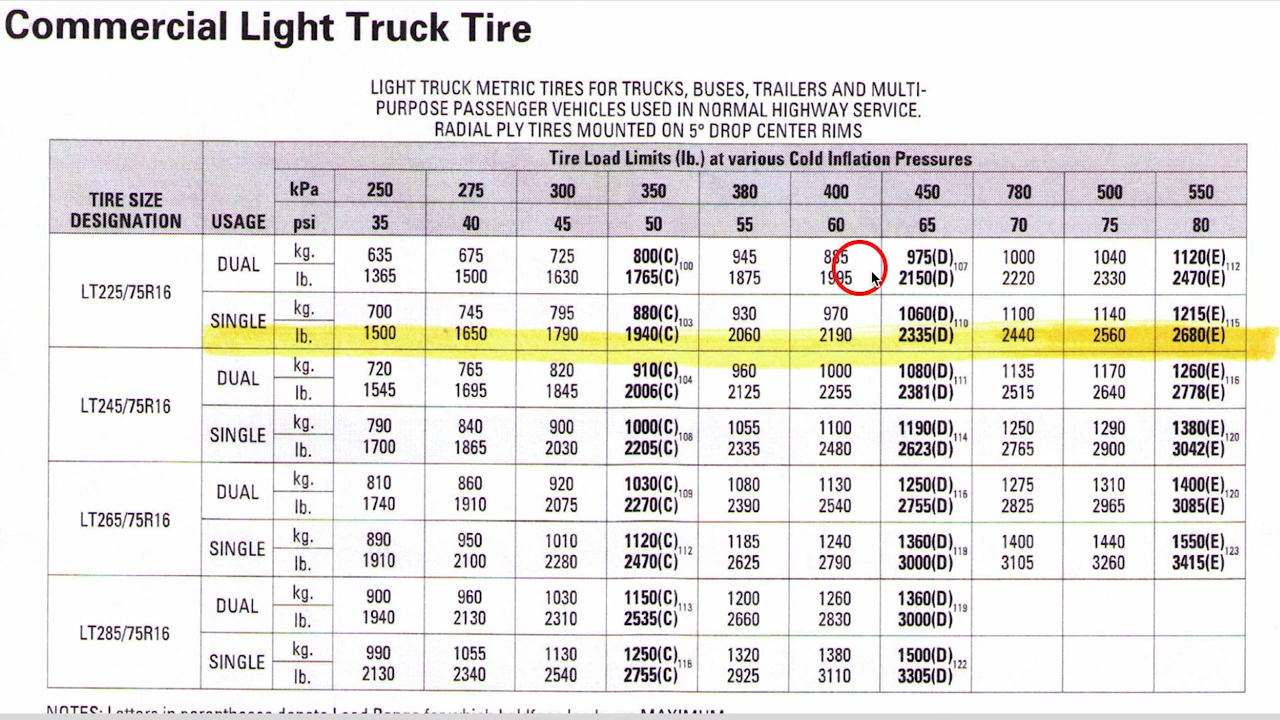 Commercial Light Truck Tire
LIGHT TRUCK METRIC TIRES FOR TRUCKS, BUSES, TRAILERS AND MULTI-
PURPOSE PASSENGER VEHICLES USED IN NORMAL HIGHWAY SERVICE.
RADIAL PLY TIRES MOUNTED ON 5° DROP CENTER RIMS
Tire Load Limits (lb.) at various Cold Inflation Pressures
TIRE SIZE DESIGNATION USAGE kPa 250 275 300 350 380 400 450 780 500 550
psi 35 40 45 50 55 60 65 70 75 80
LT225/75R16 DUAL kg. 635 675 725 800(C)100 945 885 975(D)107 1000 1040 1120(E)112
lb. 1365 1500 1630 1765(C) 1875 1995 2150(D) 2220 2330 2470(E)
SINGLE kg. 700 745 795 880(C)103 930 970 1060(D)110 1100 1140 1215(E)115
lb. 1500 1650 1790 1940(C) 2060 2190 2335(D) 2440 2560 2680(E)
LT245/75R16 DUAL kg. 720 765 820 910(C)104 960 1000 1080(D)111 1135 1170 1260(E)116
lb. 1545 1695 1845 2006(C) 2125 2255 2381(D) 2515 2640 2778(E)
SINGLE kg. 790 840 900 1000(C)108 1055 1100 1190(D)114 1250 1290 1380(E)120
lb. 1700 1865 2030 2205(C) 2335 2480 2623(D) 2765 2900 3042(E)
LT265/75R16 DUAL kg. 810 860 920 1030(C)109 1080 1130 1250(D)116 1275 1310 1400(E)120
lb. 1740 1910 2075 2270(C) 2390 2540 2755(D) 2825 2965 3085(E)
SINGLE kg. 890 950 1010 1120(C)112 1185 1240 1360(D)119 1400 1440 1550(E)123
lb. 1910 2100 2280 2470(C) 2625 2790 3000(D) 3105 3260 3415(E)
LT285/75R16 DUAL kg. 900 960 1030 1150(C)113 1200 1260 1360(D)119
lb. 1940 2130 2310 2535(C) 2660 2830 3000(D)
SINGLE kg. 990 1055 1130 1250(C)116 1320 1380 1500(D)122
lb. 2130 2340 2540 2755(C) 2925 3110 3305(D)
NOTES: Letters in parentheses denote Load Range for which MAXIMUM